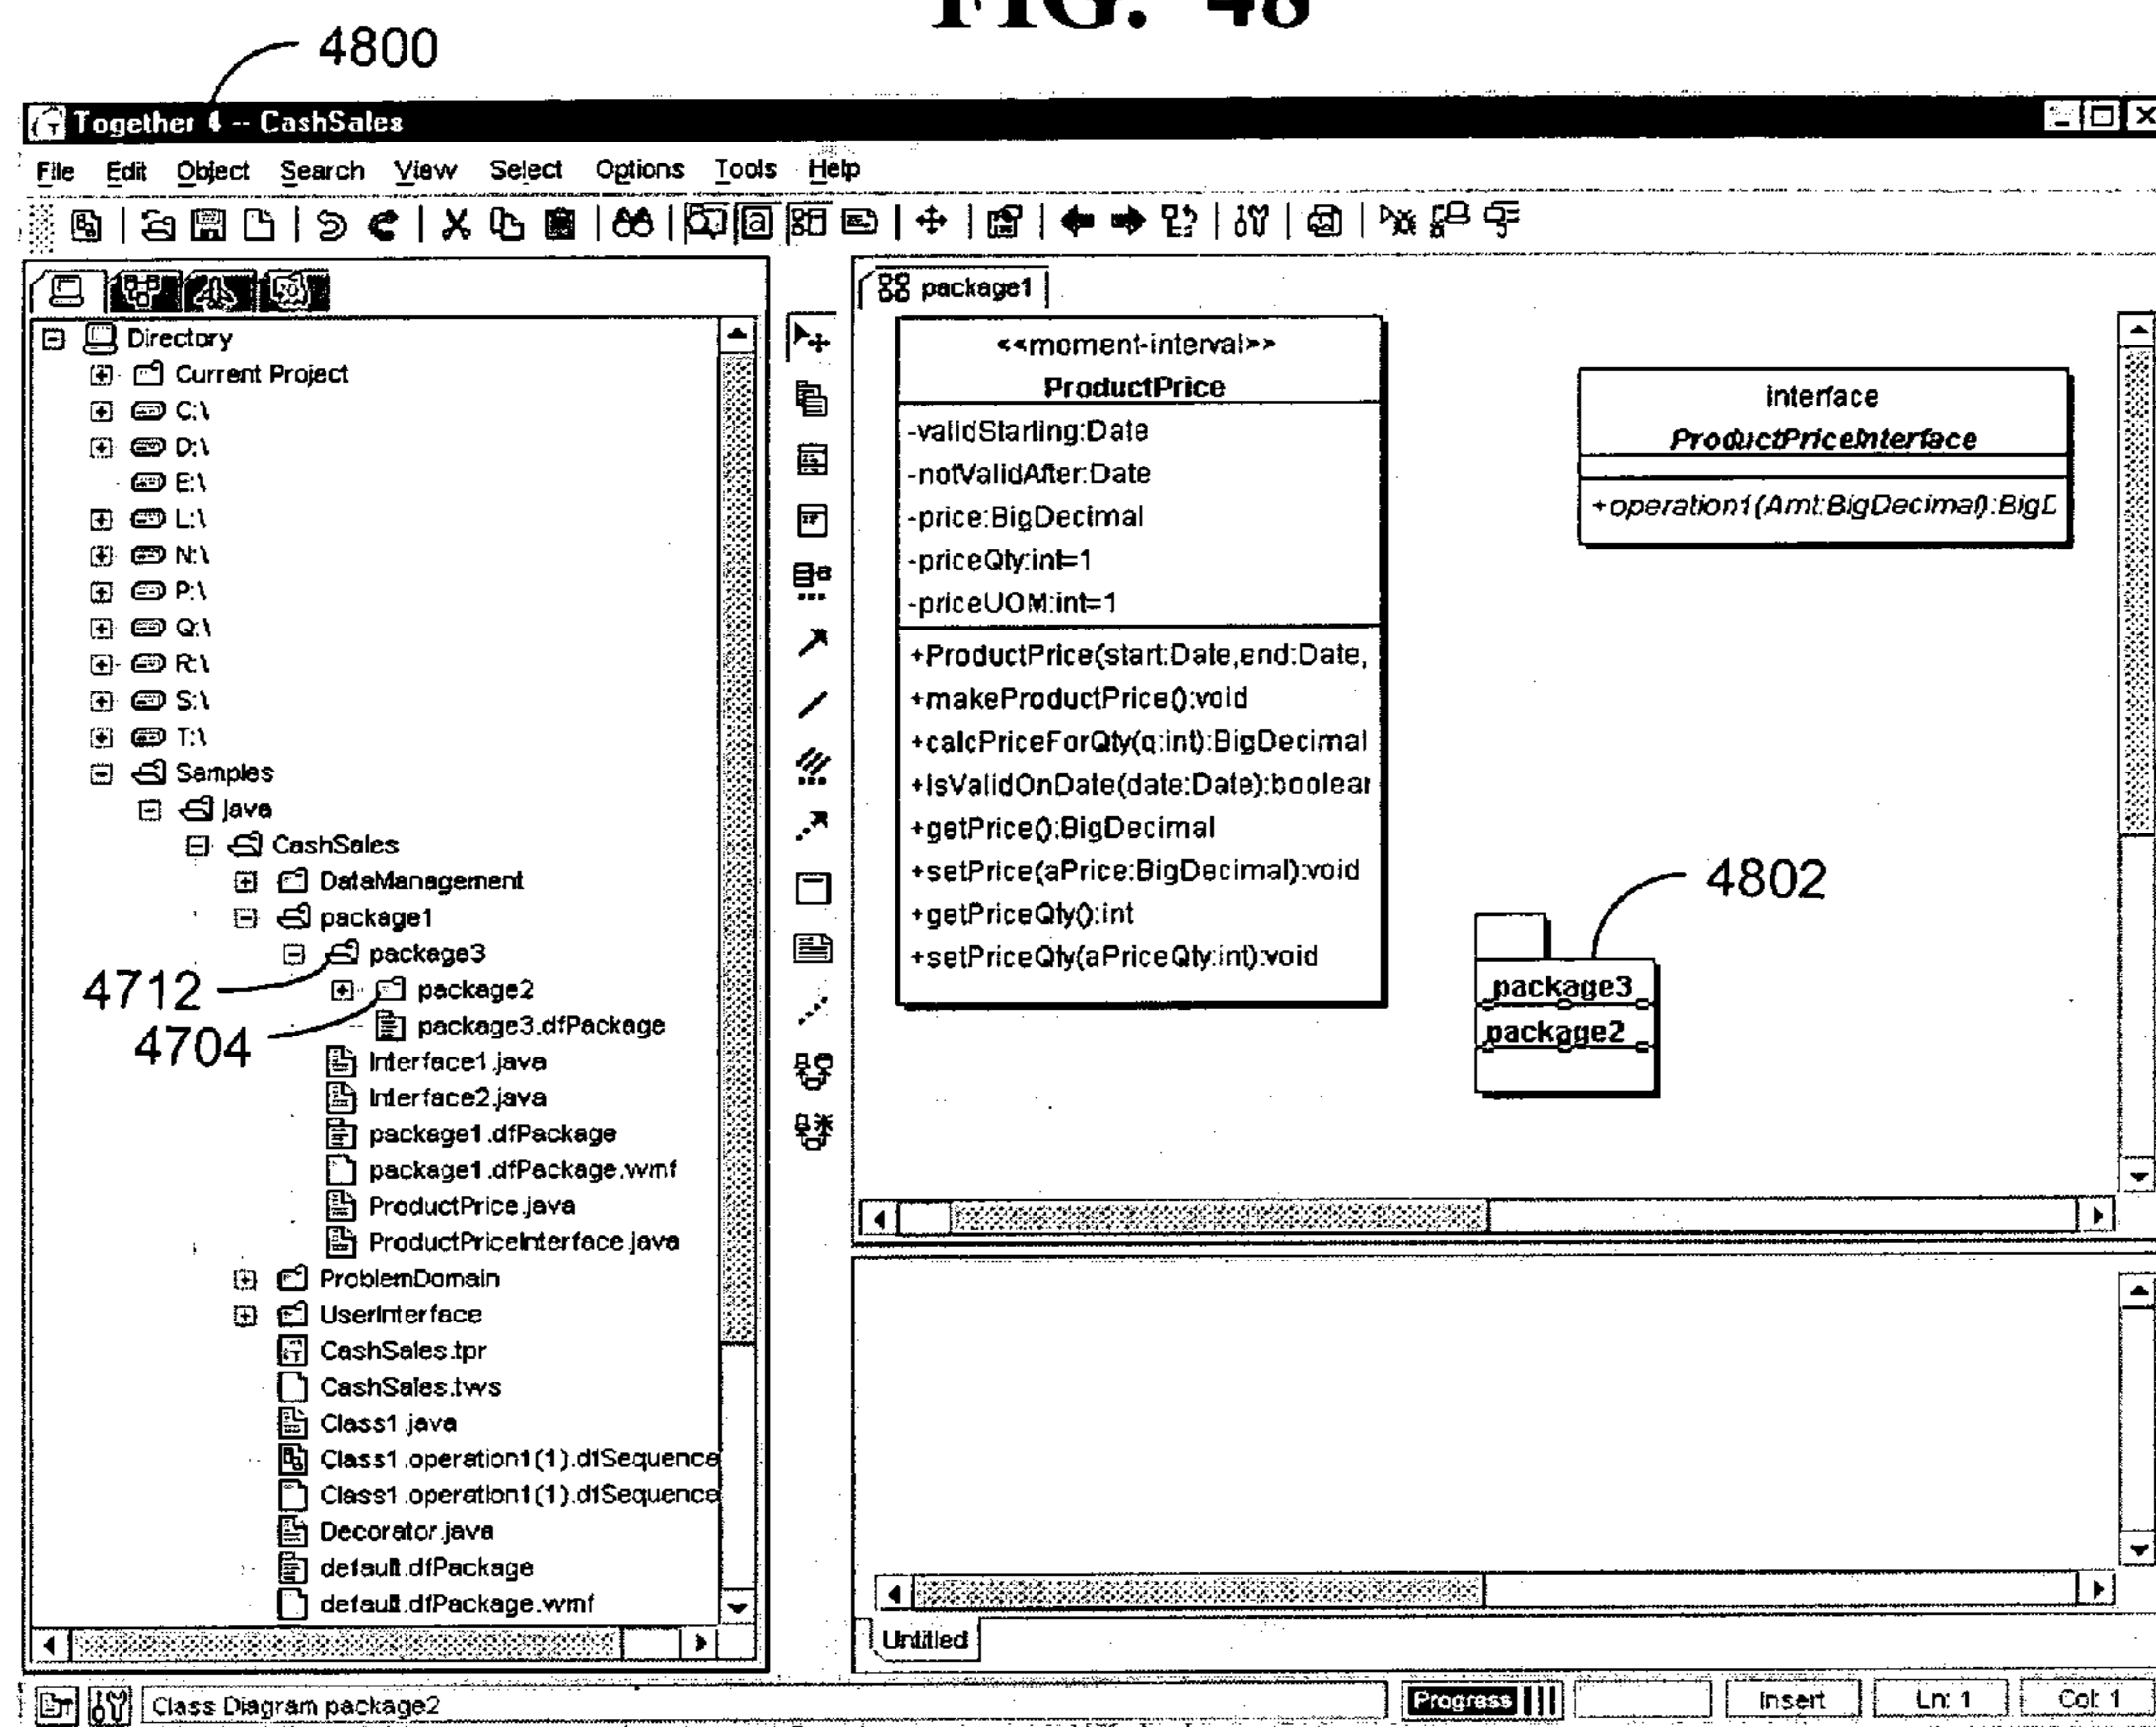 FIG. 48
4800
Together 4 -- CashSales
File Edit Object Search View Select Options Tools Help
Directory
Current Project
C:\
D:\
E:\
L:\
N:\
P:\
Q:\
R:\
S:\
T:\
Samples
java
CashSales
DataManagement
package1
package3
4712
package2
4704
package3.dfPackage
Interface1.java
Interface2.java
package1.dfPackage
package1.dfPackage.wmf
ProductPrice.java
ProductPriceInterface.java
ProblemDomain
UserInterface
CashSales.tpr
CashSales.tws
Class1.java
Class1.operation1(1).dfSequence
Class1.operation1(1).dfSequence
Decorator.java
default.dfPackage
default.dfPackage.wmf
package1
<<moment-interval>>
ProductPrice
-validStarting:Date
-notValidAfter:Date
-price:BigDecimal
-priceQty:int=1
-priceUOM:int=1
+ProductPrice(start:Date,end:Date,
+makeProductPrice():void
+calcPriceForQty(q:int):BigDecimal
+isValidOnDate(date:Date):boolear
+getPrice():BigDecimal
+setPrice(aPrice:BigDecimal):void
+getPriceQty():int
+setPriceQty(aPriceQty:int):void
interface
ProductPriceInterface
+operation1(Amt:BigDecimal):BigD
4802
package3
package2
Untitled
Class Diagram package2
Progress
Insert
Ln: 1
Col: 1